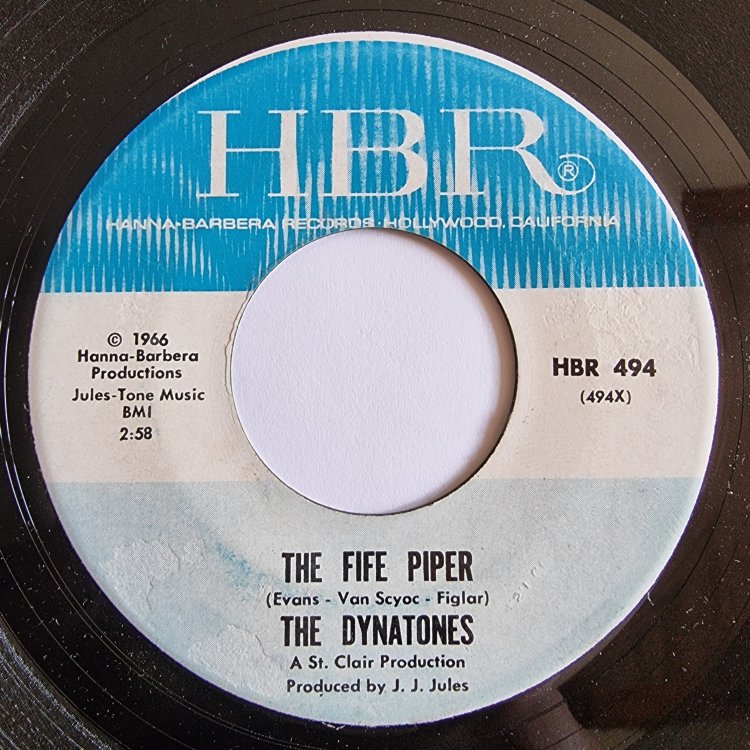 HBR®
HANNA-BARBERA RECORDS · HOLLYWOOD, CALIFORNIA
© 1966
Hanna-Barbera
Productions
Jules-Tone Music
BMI
2:58
HBR 494
(494X)
THE FIFE PIPER
(Evans - Van Scyoc - Figlar)
THE DYNATONES
A St. Clair Production
Produced by J. J. Jules